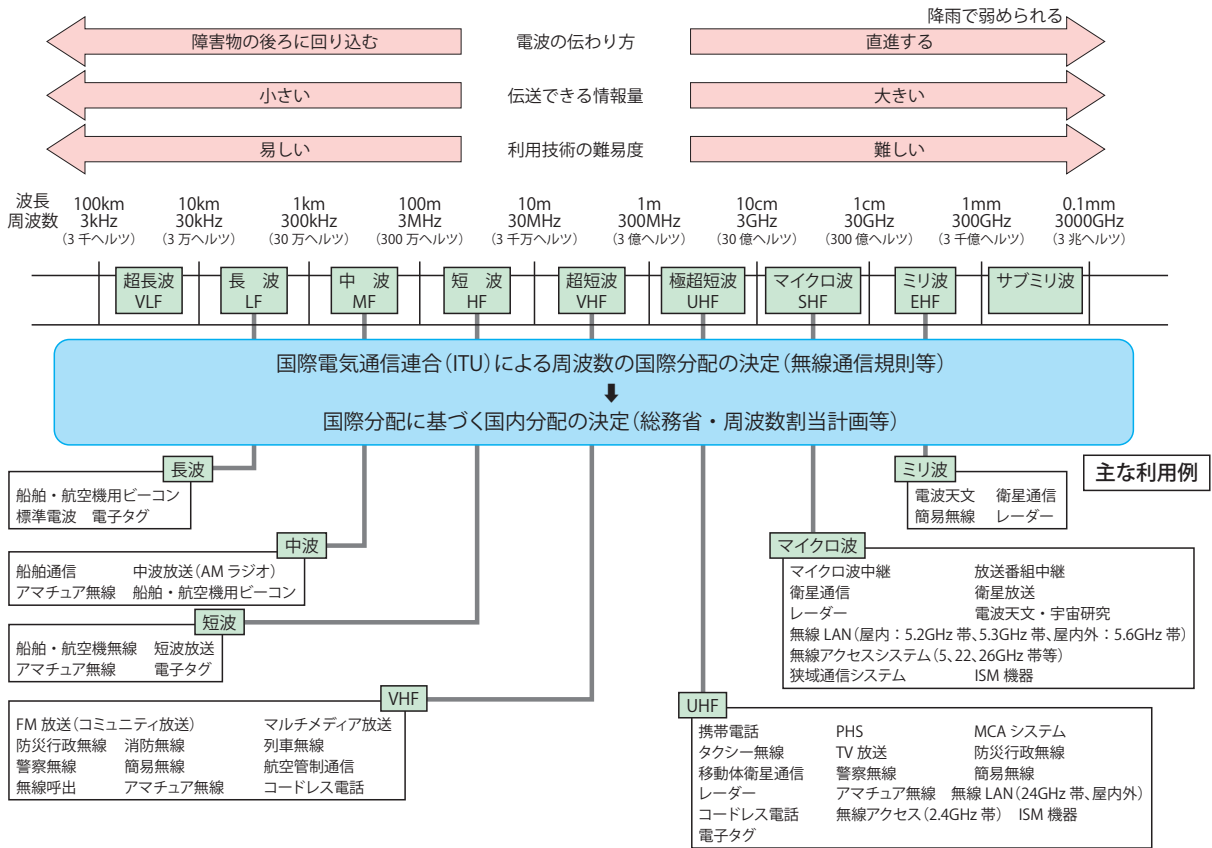 降雨で弱められる
障害物の後ろに回り込む 電波の伝わり方 直進する
小さい 伝送できる情報量 大きい
易しい 利用技術の難易度 難しい
波長 100km 10km 1km 100m 10m 1m 10cm 1cm 1mm 0.1mm
周波数 3kHz 30kHz 300kHz 3MHz 30MHz 300MHz 3GHz 30GHz 300GHz 3000GHz
(3 千ヘルツ) (3 万ヘルツ) (30 万ヘルツ) (300 万ヘルツ) (3 千万ヘルツ) (3 億ヘルツ) (30 億ヘルツ) (300 億ヘルツ) (3 千億ヘルツ) (3 兆ヘルツ)
超長波 長 波 中 波 短 波 超短波 極超短波 マイクロ波 ミリ波 サブミリ波
VLF LF MF HF VHF UHF SHF EHF
国際電気通信連合(ITU)による周波数の国際分配の決定(無線通信規則等)
国際分配に基づく国内分配の決定(総務省・周波数割当計画等)
主な利用例
長波
船舶・航空機用ビーコン
標準電波 電子タグ
中波
船舶通信 中波放送(AM ラジオ)
アマチュア無線 船舶・航空機用ビーコン
短波
船舶・航空機無線 短波放送
アマチュア無線 電子タグ
VHF
FM 放送(コミュニティ放送) マルチメディア放送
防災行政無線 消防無線 列車無線
警察無線 簡易無線 航空管制通信
無線呼出 アマチュア無線 コードレス電話
ミリ波
電波天文 衛星通信
簡易無線 レーダー
マイクロ波
マイクロ波中継 放送番組中継
衛星通信 衛星放送
レーダー 電波天文・宇宙研究
無線 LAN(屋内:5.2GHz 帯、5.3GHz 帯、屋内外:5.6GHz 帯)
無線アクセスシステム(5、22、26GHz 帯等)
狭域通信システム ISM 機器
UHF
携帯電話 PHS MCA システム
タクシー無線 TV 放送 防災行政無線
移動体衛星通信 警察無線 簡易無線
レーダー アマチュア無線 無線 LAN(24GHz 帯、屋内外)
コードレス電話 無線アクセス(2.4GHz 帯) ISM 機器
電子タグ